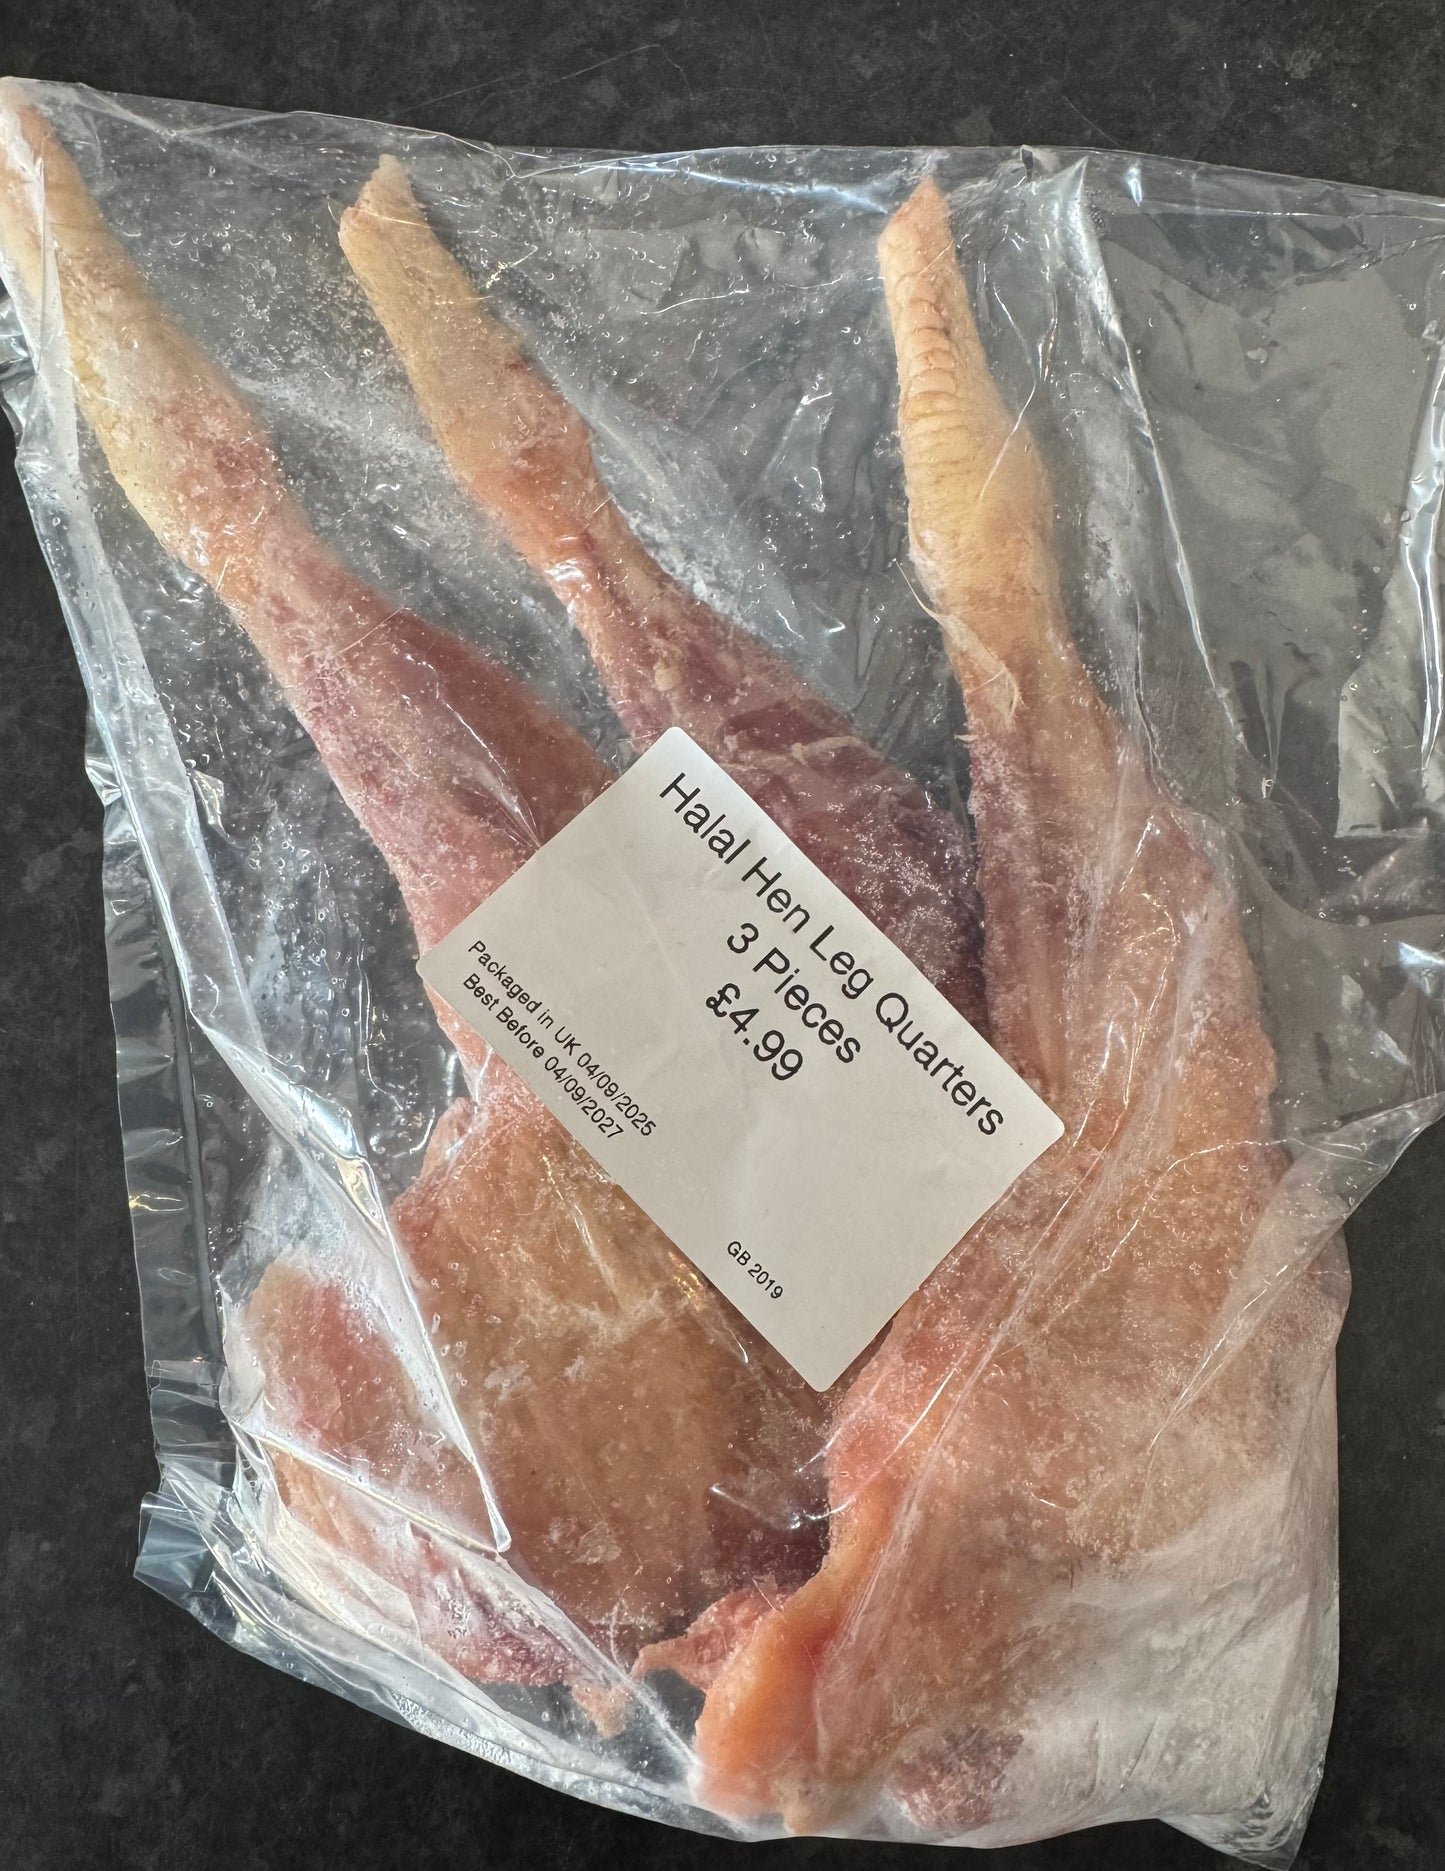 Halal Hen Leg Quarters
3 Pieces
£4.99
Packaged in UK 04/09/2025
Best Before 04/09/2027
GB 2019